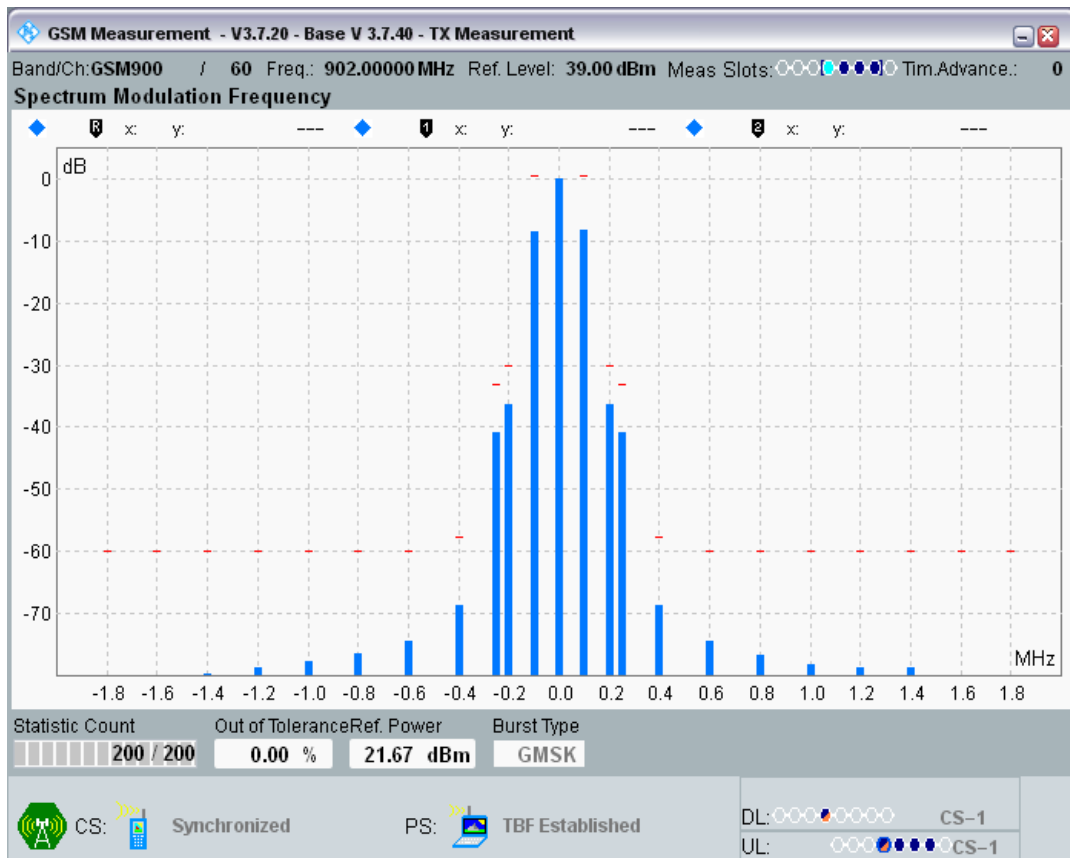 GSM Measurement - V3.7.20 - Base V 3.7.40 - TX Measurement
Band/Ch:GSM900 / 60 Freq.: 902.00000 MHz Ref. Level: 39.00 dBm Meas Slots: Tim.Advance.: 0
Spectrum Modulation Frequency
R x: y: --- 1 x: y: --- 2 x: y: ---
dB
0
-10
-20
-30
-40
-50
-60
-70
MHz
-1.8 -1.6 -1.4 -1.2 -1.0 -0.8 -0.6 -0.4 -0.2 0.0 0.2 0.4 0.6 0.8 1.0 1.2 1.4 1.6 1.8
Statistic Count Out of Tolerance Ref. Power Burst Type
200 / 200 0.00 % 21.67 dBm GMSK
CS: Synchronized PS: TBF Established
DL: CS-1
UL: CS-1